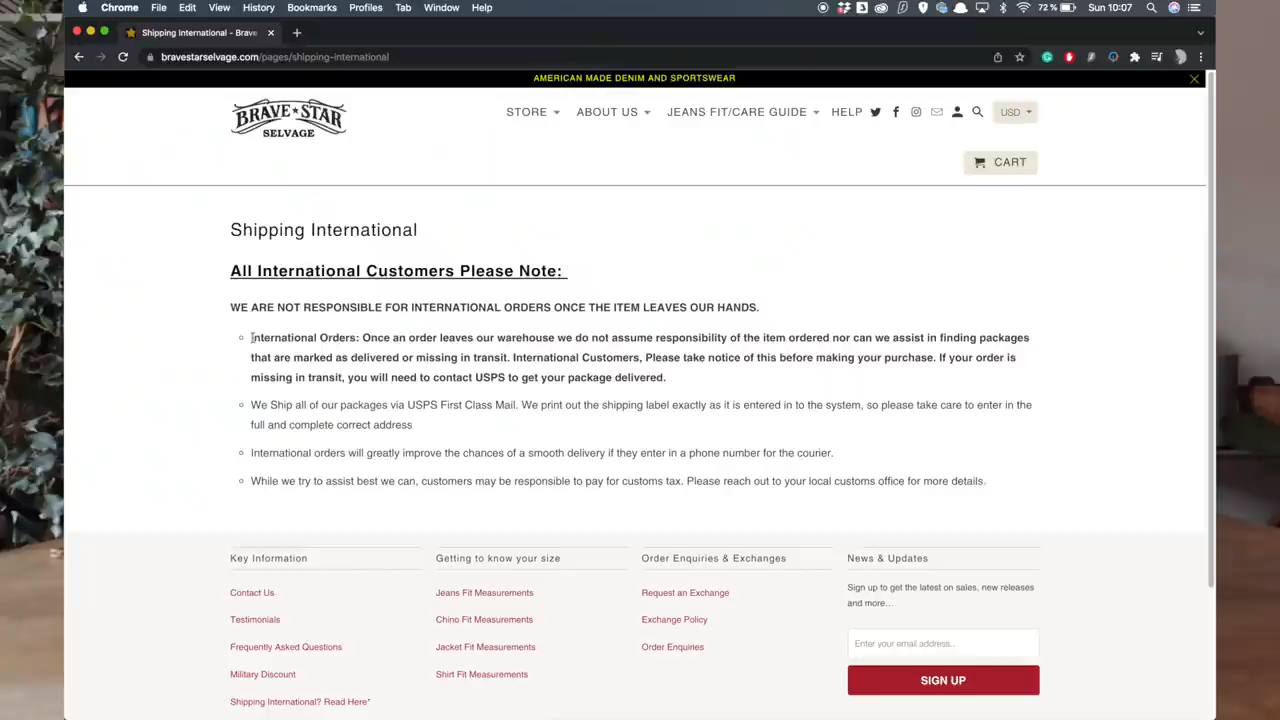 Chrome File Edit View History Bookmarks Profiles Tab Window Help 72 % Sun 10:07
Shipping International - Brave
bravestarselvage.com/pages/shipping-international
AMERICAN MADE DENIM AND SPORTSWEAR
BRAVE STAR
SELVAGE
STORE ABOUT US JEANS FIT/CARE GUIDE HELP USD
CART
Shipping International
All International Customers Please Note:
WE ARE NOT RESPONSIBLE FOR INTERNATIONAL ORDERS ONCE THE ITEM LEAVES OUR HANDS.
International Orders: Once an order leaves our warehouse we do not assume responsibility of the item ordered nor can we assist in finding packages
that are marked as delivered or missing in transit. International Customers, Please take notice of this before making your purchase. If your order is
missing in transit, you will need to contact USPS to get your package delivered.
We Ship all of our packages via USPS First Class Mail. We print out the shipping label exactly as it is entered in to the system, so please take care to enter in the
full and complete correct address
International orders will greatly improve the chances of a smooth delivery if they enter in a phone number for the courier.
While we try to assist best we can, customers may be responsible to pay for customs tax. Please reach out to your local customs office for more details.
Key Information
Contact Us
Testimonials
Frequently Asked Questions
Military Discount
Shipping International? Read Here*
Getting to know your size
Jeans Fit Measurements
Chino Fit Measurements
Jacket Fit Measurements
Shirt Fit Measurements
Order Enquiries & Exchanges
Request an Exchange
Exchange Policy
Order Enquiries
News & Updates
Sign up to get the latest on sales, new releases
and more…
Enter your email address..
SIGN UP